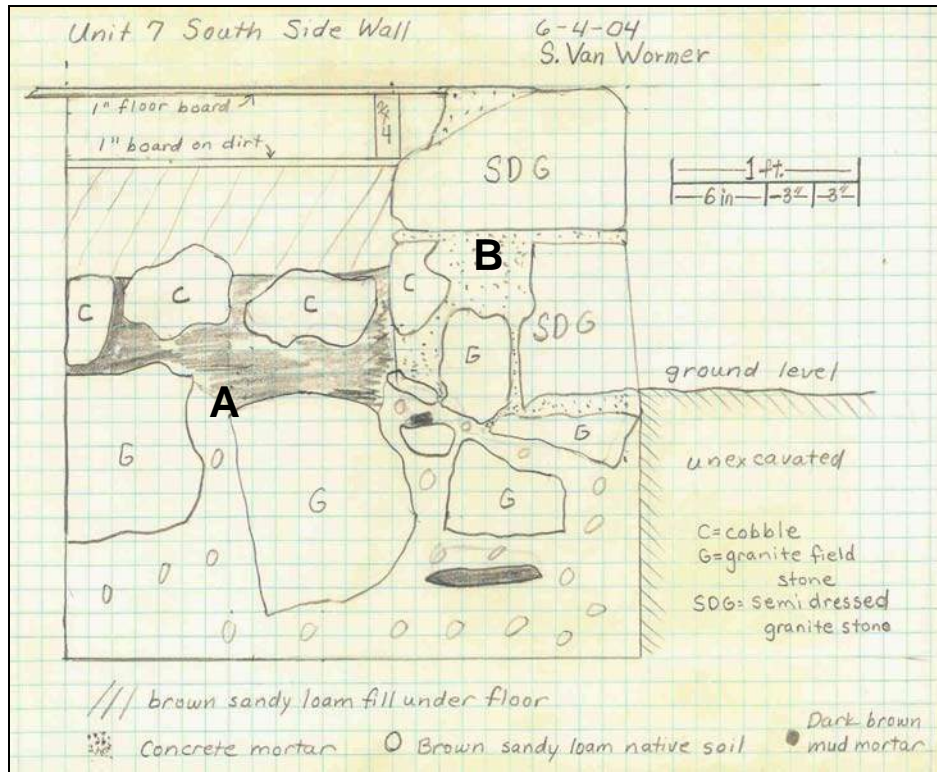 Unit 7 South Side Wall
6-4-04
S. Van Wormer
1" floor board
2x4
1" board on dirt
SDG
1 ft.
6 in
3"
3"
B
C
C
C
C
SDG
G
ground level
A
G
G
G
G
unexcavated
C=cobble
G=granite field
stone
SDG= Semi dressed
granite stone
/// brown sandy loam fill under floor
Concrete mortar
Brown sandy loam native soil
Dark brown
mud mortar